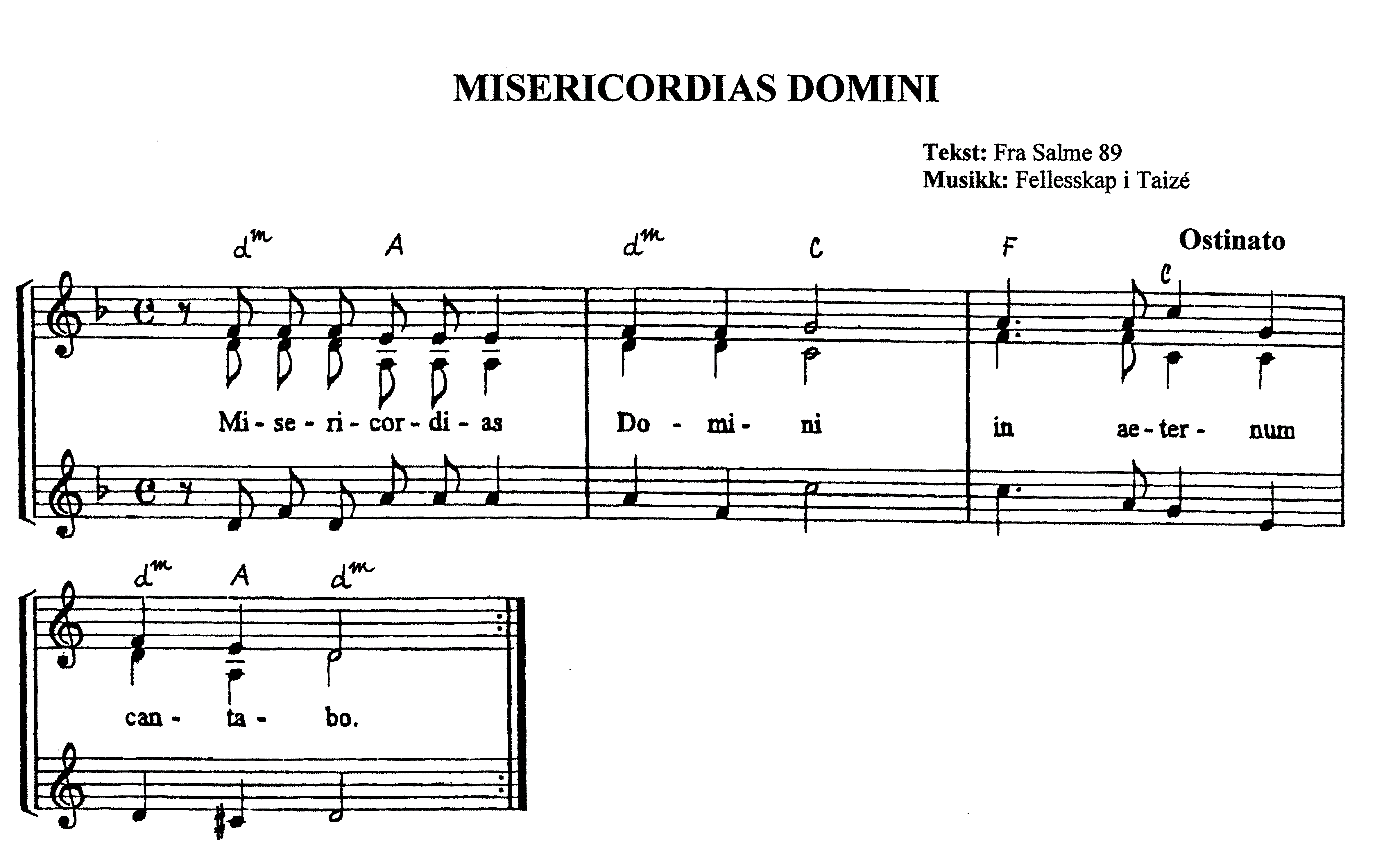 MISERICORDIAS DOMINI
Tekst: Fra Salme 89
Musikk: Fellesskap i Taizé
Ostinato
dm A dm C F C
Mi - se - ri - cor - di - as Do - mi - ni in ae - ter - num
dm A dm
can - ta - bo.